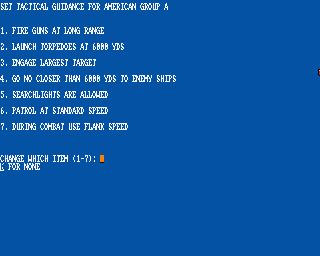 SET TACTICAL GUIDANCE FOR AMERICAN GROUP A
1. FIRE GUNS AT LONG RANGE
2. LAUNCH TORPEDOES AT 6000 YDS
3. ENGAGE LARGEST TARGET
4. GO NO CLOSER THAN 6000 YDS TO ENEMY SHIPS
5. SEARCHLIGHTS ARE ALLOWED
6. PATROL AT STANDARD SPEED
7. DURING COMBAT USE FLANK SPEED
CHANGE WHICH ITEM (1-7):
FOR NONE